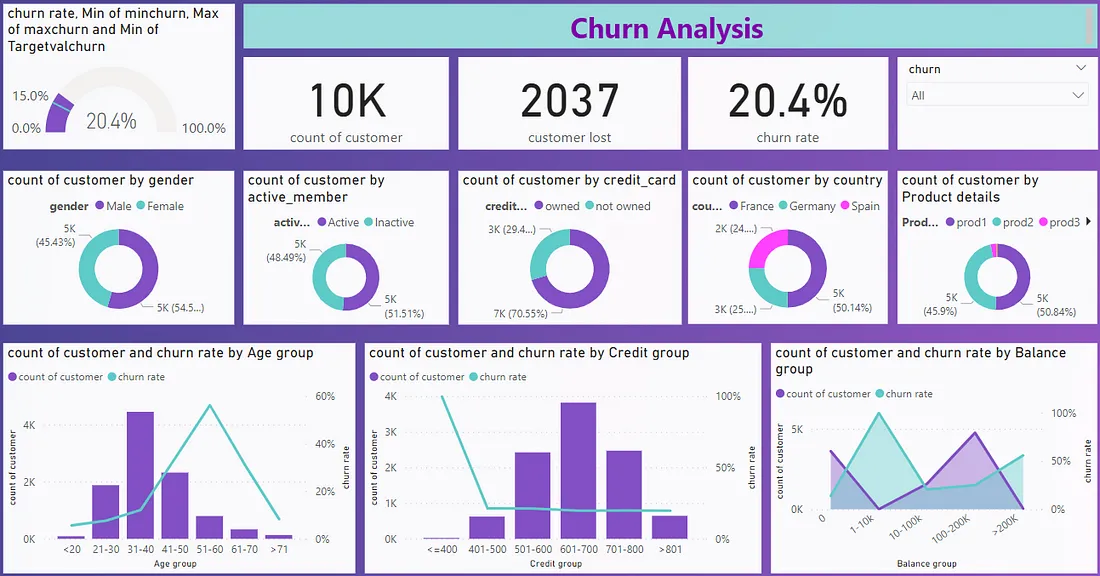 churn rate, Min of minchurn, Max
of maxchurn and Min of
Targetvalchurn
15.0%
0.0%
20.4%
100.0%
Churn Analysis
10K
count of customer
2037
customer lost
20.4%
churn rate
churn
All
count of customer by gender
gender Male Female
5K
(45.43%)
5K (54.5...)
count of customer by
active_member
activ... Active Inactive
5K
(48.49%)
5K
(51.51%)
count of customer by credit_card
credit... owned not owned
3K (29.4...)
7K (70.55%)
count of customer by country
cou... France Germany Spain
2K (24....)
3K (25....)
5K
(50.14%)
count of customer by
Product details
Prod... prod1 prod2 prod3
5K
(45.9%)
5K
(50.84%)
count of customer and churn rate by Age group
count of customer churn rate
count of customer
4K
2K
0K
60%
40%
20%
0%
churn rate
<20 21-30 31-40 41-50 51-60 61-70 >71
Age group
count of customer and churn rate by Credit group
count of customer churn rate
count of customer
4K
3K
2K
1K
0K
100%
50%
0%
churn rate
<=400 401-500 501-600 601-700 701-800 >801
Credit group
count of customer and churn rate by Balance
group
count of customer churn rate
count of customer
5K
0K
100%
50%
0%
churn rate
0 1-10k 10-100k 100-200K >200K
Balance group